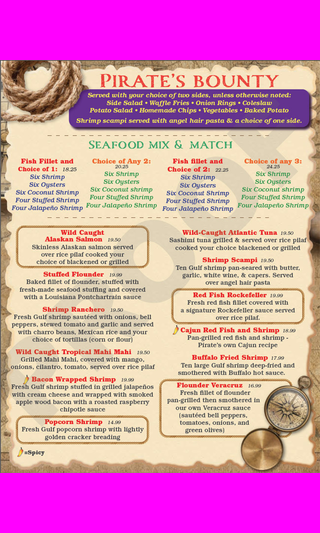 PIRATE'S BOUNTY
Served with your choice of two sides, unless otherwise noted:
Side Salad • Waffle Fries • Onion Rings • Coleslaw
Potato Salad • Homemade Chips • Vegetables • Baked Potato
Shrimp scampi served with angel hair pasta & a choice of one side.
SEAFOOD MIX & MATCH
Fish Fillet and
Choice of 1: 18.25
Six Shrimp
Six Oysters
Six Coconut Shrimp
Four Stuffed Shrimp
Four Jalapeño Shrimp
Choice of Any 2:
20.25
Six Shrimp
Six Oysters
Six Coconut shrimp
Four Stuffed Shrimp
Four Jalapeño Shrimp
Fish fillet and
Choice of 2: 22.25
Six Shrimp
Six Oysters
Six Coconut Shrimp
Four Stuffed Shrimp
Four Jalapeño Shrimp
Choice of any 3:
24.25
Six Shrimp
Six Oysters
Six Coconut shrimp
Four Stuffed Shrimp
Four Jalapeño Shrimp
Wild Caught
Alaskan Salmon 19.50
Skinless Alaskan salmon served
over rice pilaf cooked your
choice of blackened or grilled
Stuffed Flounder 19.99
Baked fillet of flounder, stuffed with
fresh-made seafood stuffing and covered
with a Louisiana Pontchartrain sauce
Shrimp Ranchero 19.50
Fresh Gulf shrimp sautéed with onions, bell
peppers, stewed tomato and garlic and served
with charro beans, Mexican rice and your
choice of tortillas (corn or flour)
Wild Caught Tropical Mahi Mahi 19.50
Grilled Mahi Mahi, covered with mango,
onions, cilantro, tomato, served over rice pilaf
Bacon Wrapped Shrimp 19.99
Fresh Gulf shrimp stuffed in grilled jalapeños
with cream cheese and wrapped with smoked
apple wood bacon with a roasted raspberry
chipotle sauce
Popcorn Shrimp 14.99
Fresh Gulf popcorn shrimp with lightly
golden cracker breading
=Spicy
Wild-Caught Atlantic Tuna 19.50
Sashimi tuna grilled & served over rice pilaf
cooked your choice blackened or grilled
Shrimp Scampi 19.50
Ten Gulf shrimp pan-seared with butter,
garlic, white wine, & capers. Served
over angel hair pasta
Red Fish Rockefeller 19.99
Fresh red fish fillet covered with
a signature Rockefeller sauce served
over rice pilaf.
Cajun Red Fish and Shrimp 18.99
Pan-grilled red fish and shrimp -
Pirate's own Cajun recipe
Buffalo Fried Shrimp 17.99
Ten large Gulf shrimp deep-fried and
smothered with Buffalo hot sauce.
Flounder Veracruz 16.99
Fresh fillet of flounder
pan-grilled then smothered in
our own Veracruz sauce
(sautéed bell peppers,
tomatoes, onions, and
green olives)